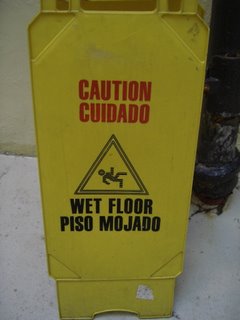 CAUTION
CUIDADO
WET FLOOR
PISO MOJADO